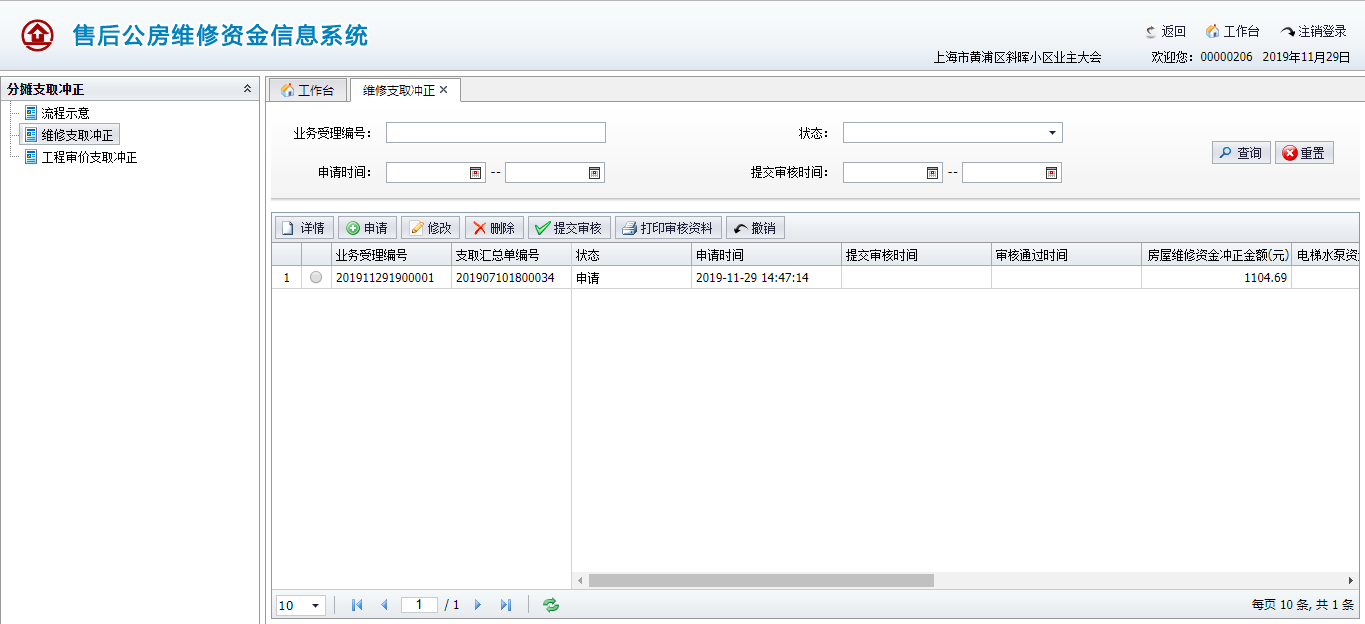 售后公房维修资金信息系统
返回 工作台 注销登录
上海市黄浦区斜晖小区业主大会 欢迎您: 00000206 2019年11月29日
分摊支取冲正
流程示意
维修支取冲正
工程审价支取冲正
工作台 维修支取冲正
业务受理编号: 状态:
申请时间: -- 提交审核时间: --
查询 重置
详情 申请 修改 删除 提交审核 打印审核资料 撤销
业务受理编号 支取汇总单编号 状态 申请时间 提交审核时间 审核通过时间 房屋维修资金冲正金额(元) 电梯水泵资
1 201911291900001 201907101800034 申请 2019-11-29 14:47:14 1104.69
10 1 / 1 每页 10 条, 共 1 条